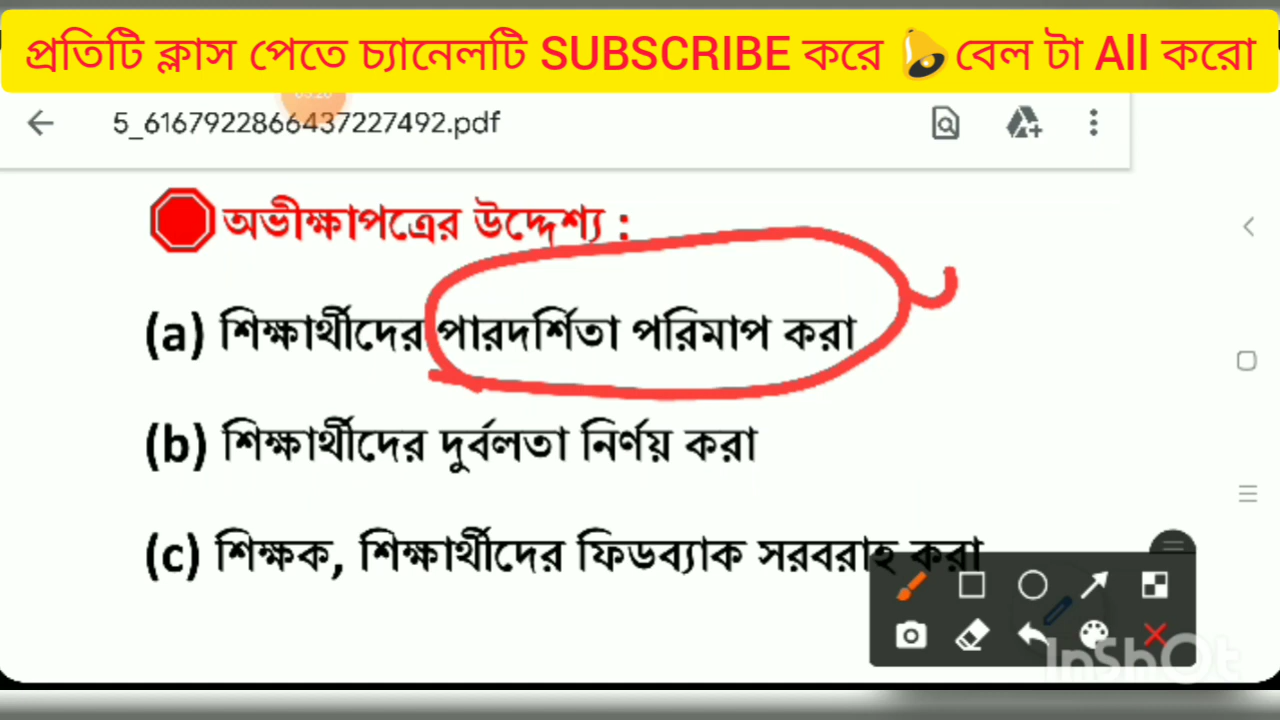 প্রতিটি ক্লাস পেতে চ্যানেলটি SUBSCRIBE করে 🔔 বেল টা All করো
5_6167922866437227492.pdf
অভীক্ষাপত্রের উদ্দেশ্য :
(a) শিক্ষার্থীদের পারদর্শিতা পরিমাপ করা
(b) শিক্ষার্থীদের দুর্বলতা নির্ণয় করা
(c) শিক্ষক, শিক্ষার্থীদের ফিডব্যাক সরবরাহ করা
InShOt